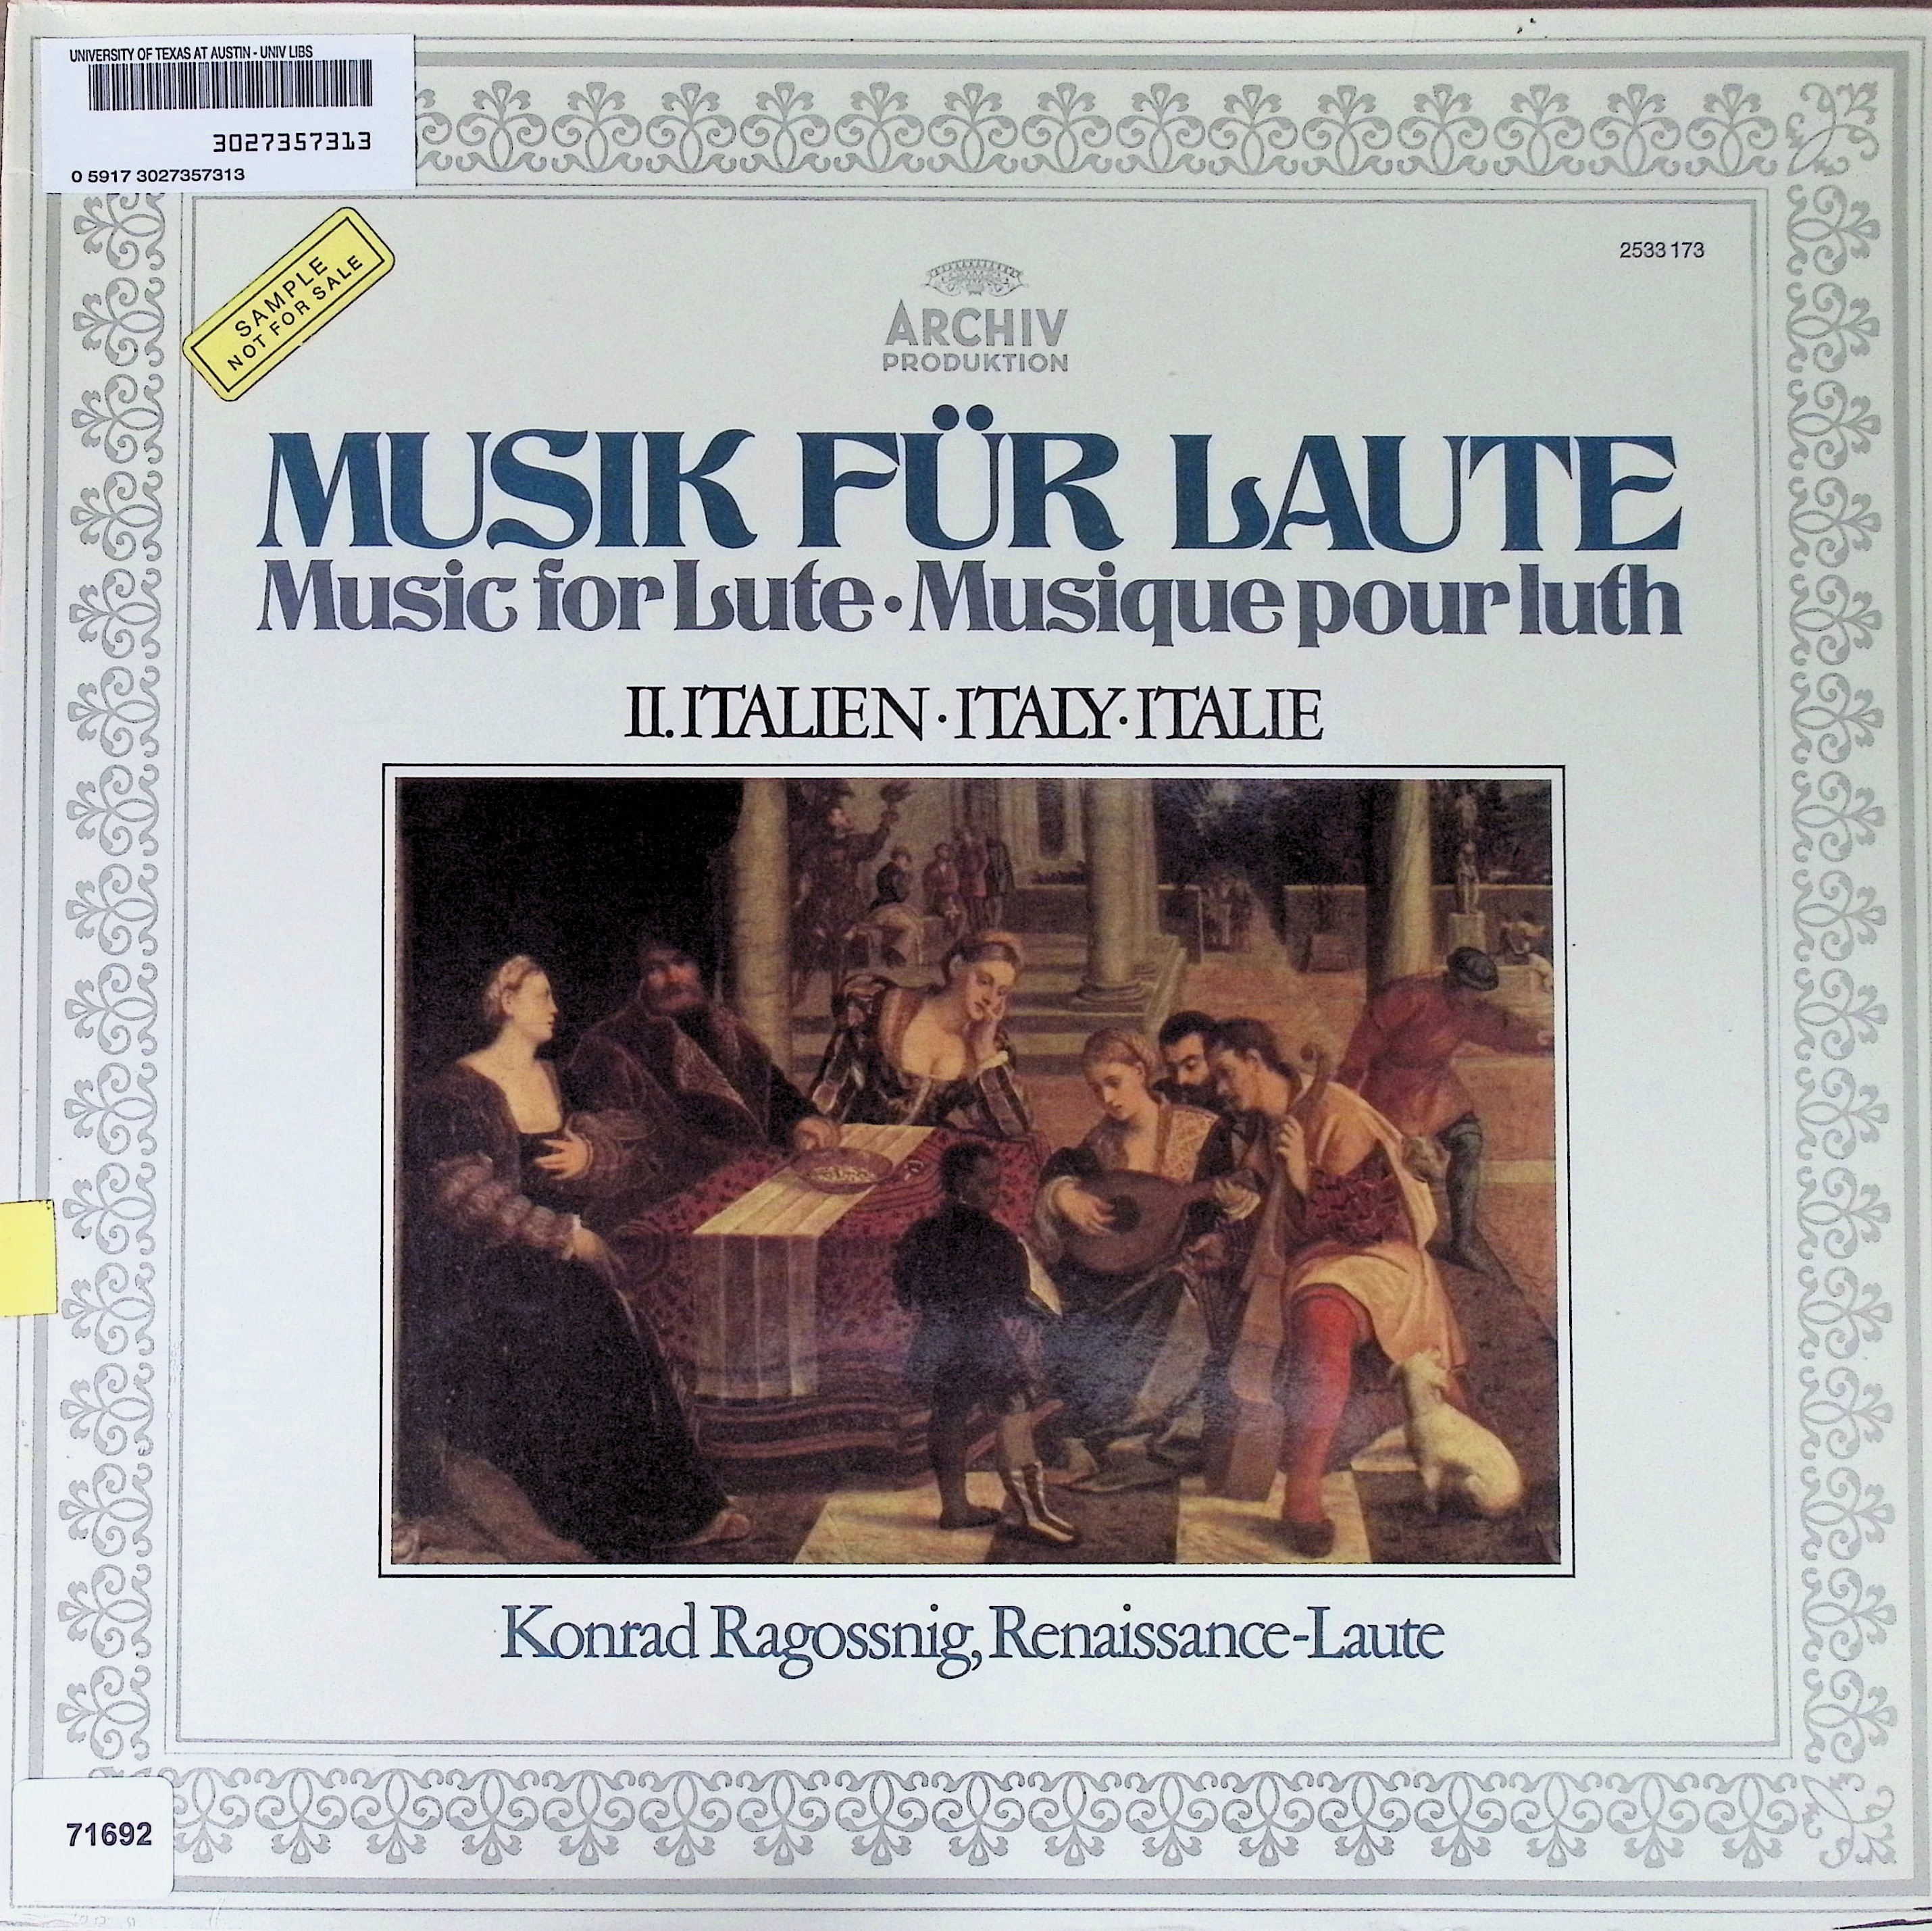 UNIVERSITY OF TEXAS AT AUSTIN - UNIV LIBS
3027357313
0 5917 3027357313
SAMPLE
NOT FOR SALE
2533 173
ARCHIV
PRODUKTION
MUSIK FÜR LAUTE
Music for Lute · Musique pour luth
II. ITALIEN · ITALY · ITALIE
Konrad Ragossnig, Renaissance-Laute
71692